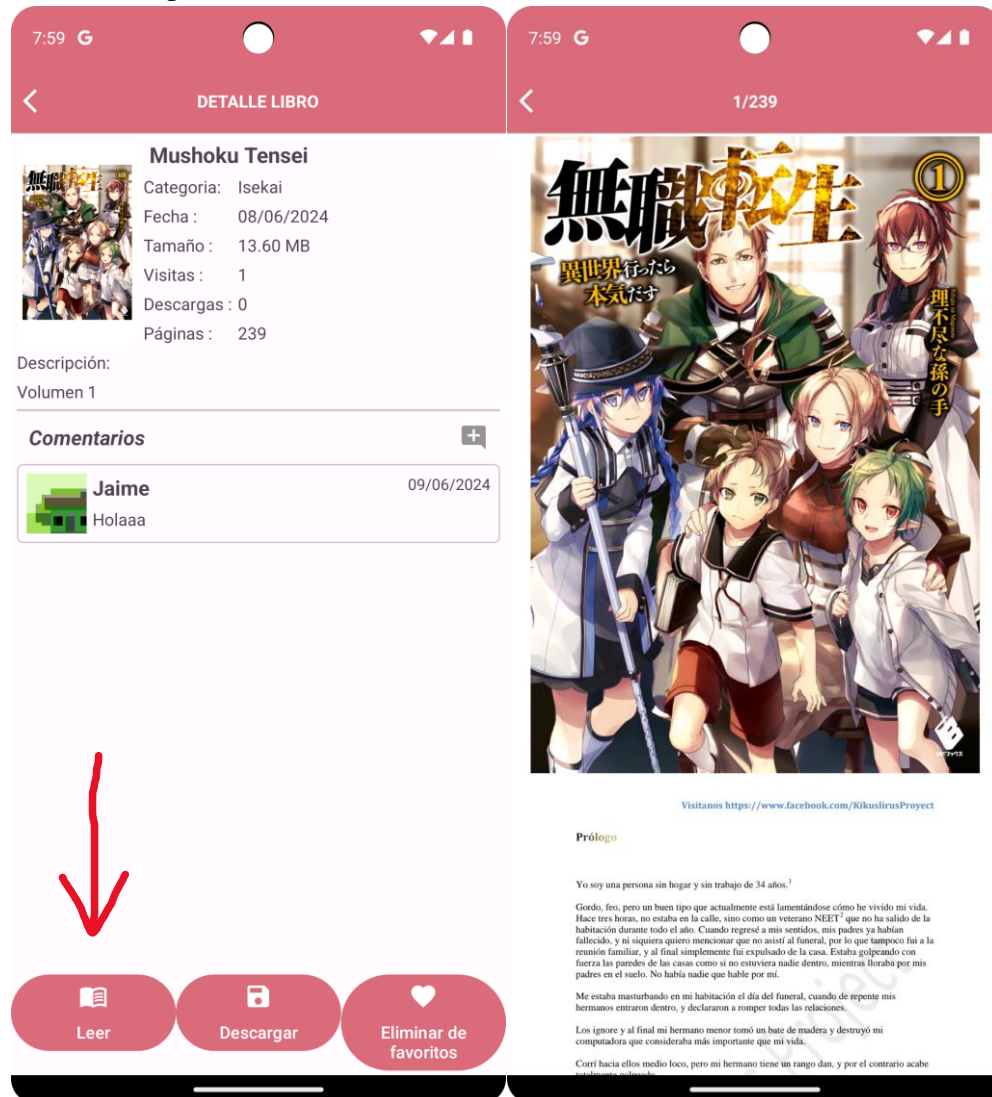 7:59 G
DETALLE LIBRO
Mushoku Tensei
Categoria: Isekai
Fecha : 08/06/2024
Tamaño : 13.60 MB
Visitas : 1
Descargas : 0
Páginas : 239
Descripción:
Volumen 1
Comentarios
Jaime 09/06/2024
Holaaa
Leer
Descargar
Eliminar de
favoritos
7:59 G
1/239
無職転生
1
異世界行ったら
本気だす
理不尽な孫の手
Visitanos https://www.facebook.com/KikuslirusProyect
Prólogo
Yo soy una persona sin hogar y sin trabajo de 34 años.1
Gordo, feo, pero un buen tipo que actualmente está lamentándose cómo he vivido mi vida.
Hace tres horas, no estaba en la calle, sino como un veterano NEET2 que no ha salido de la
habitación durante todo el año. Cuando regresé a mis sentidos, mis padres ya habían
fallecido, y ni siquiera quiero mencionar que no asistí al funeral, por lo que tampoco fui a la
reunión familiar, y al final simplemente fui expulsado de la casa. Estaba golpeando con
fuerza las paredes de las casas como si no estuviera nadie dentro, mientras lloraba por mis
padres en el suelo. No había nadie que hable por mí.
Me estaba masturbando en mi habitación el día del funeral, cuando de repente mis
hermanos entraron dentro, y declararon a romper todas las relaciones.
Los ignore y al final mi hermano menor tomó un bate de madera y destruyó mi
computadora que consideraba más importante que mi vida.
Corrí hacia ellos medio loco, pero mi hermano tiene un rango dan, y por el contrario acabe